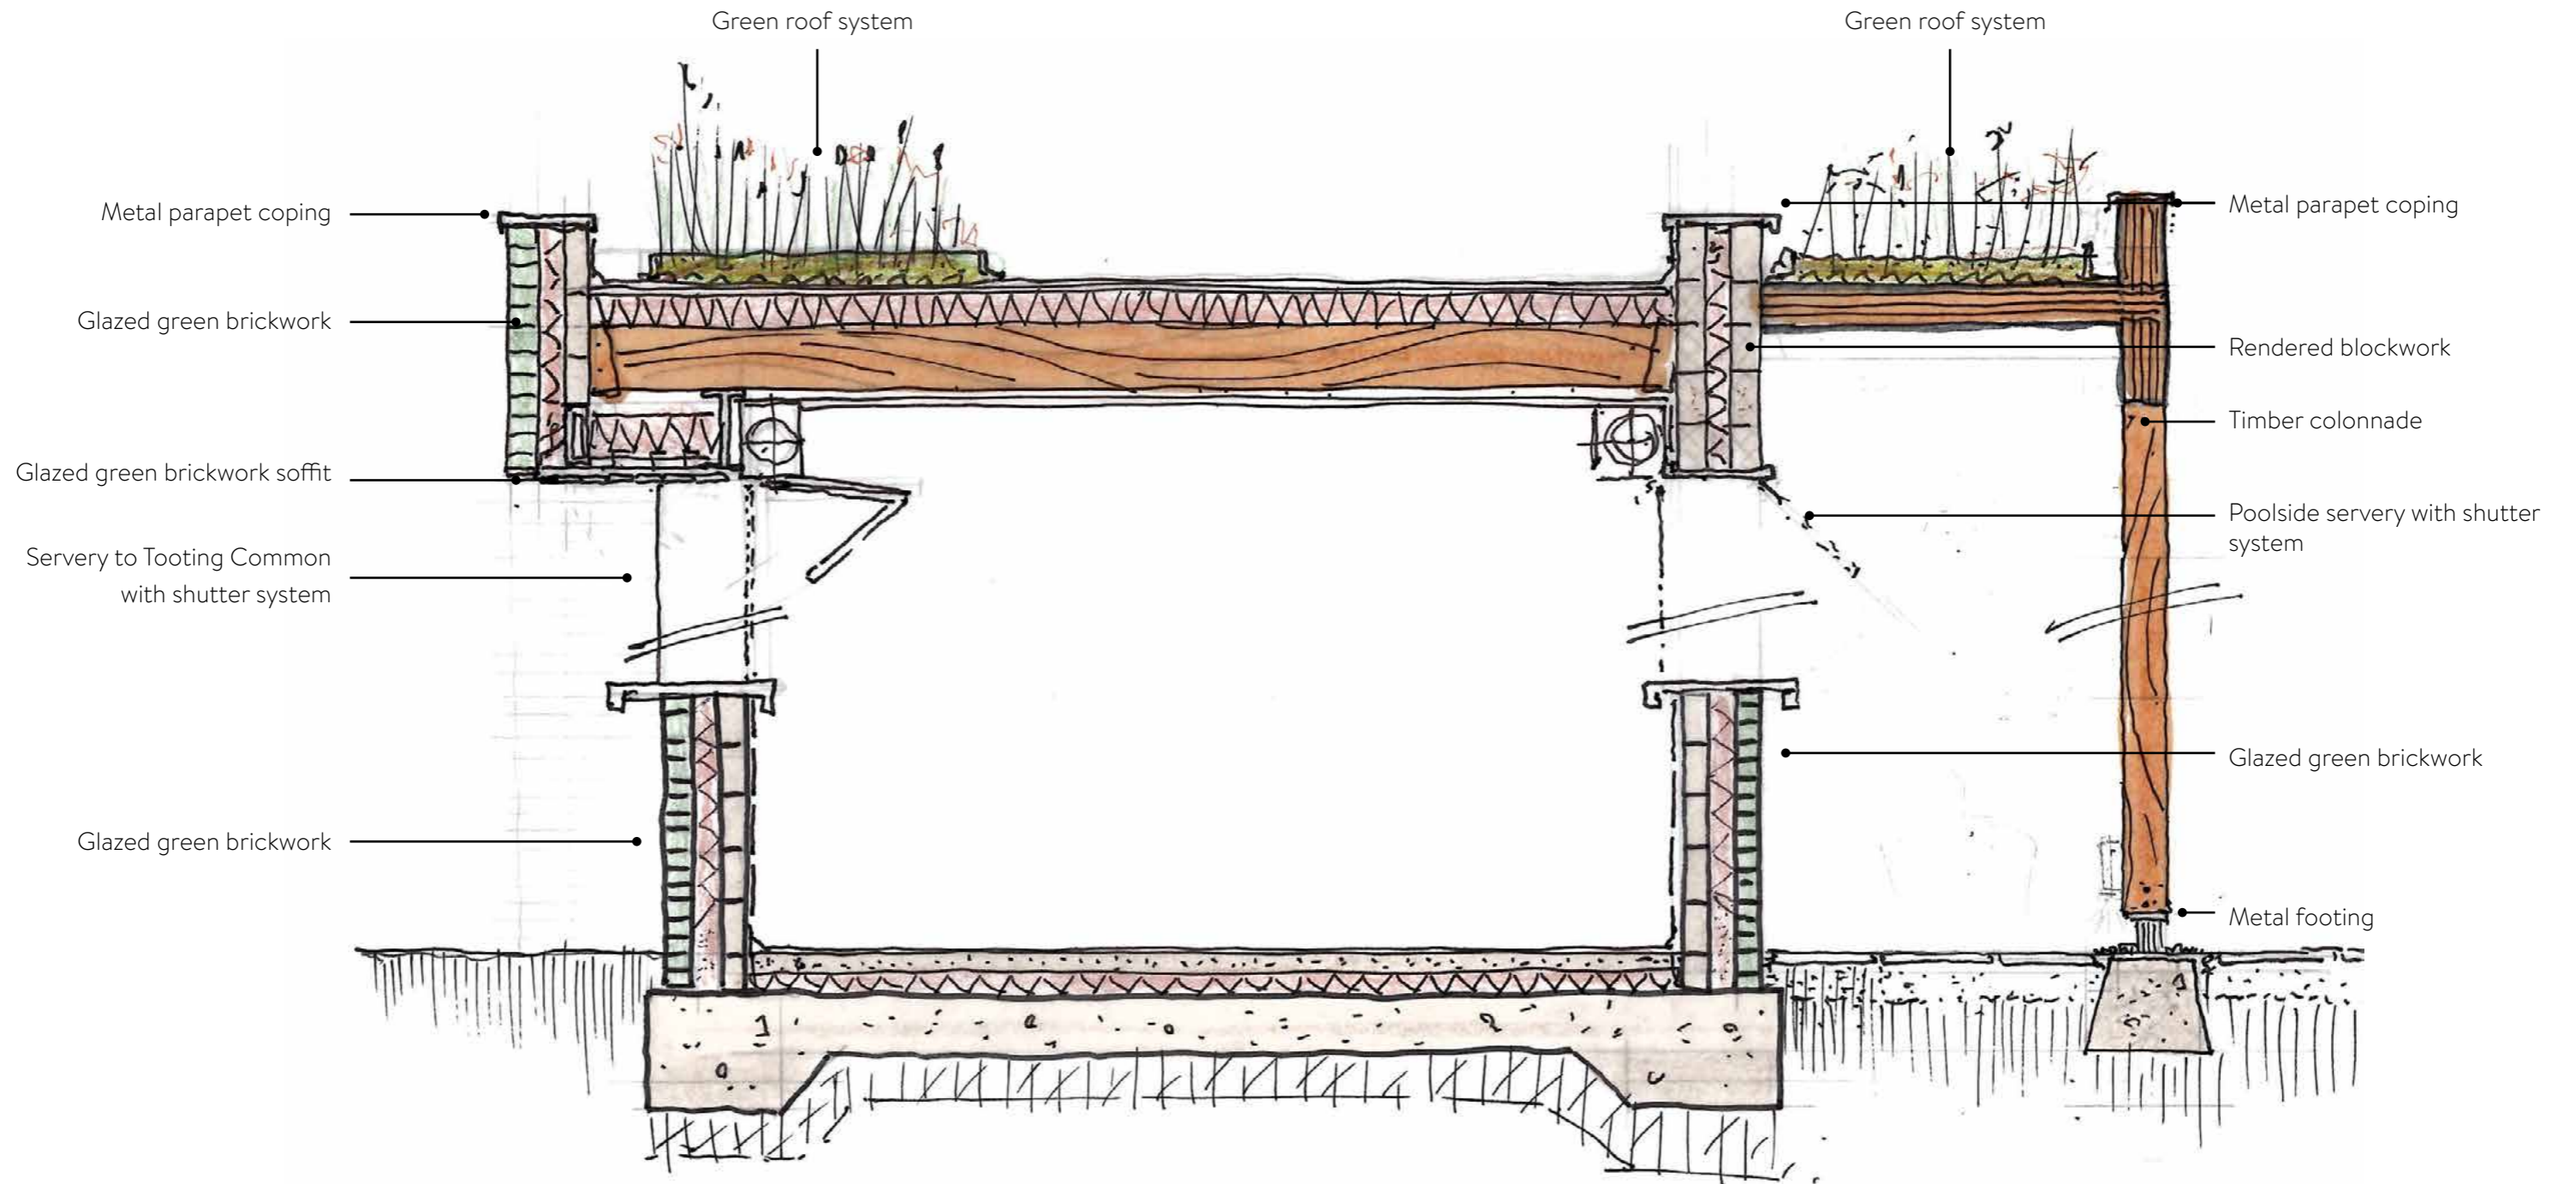 Green roof system
Green roof system
Metal parapet coping
Glazed green brickwork
Glazed green brickwork soffit
Servery to Tooting Common
with shutter system
Glazed green brickwork
Metal parapet coping
Rendered blockwork
Timber colonnade
Poolside servery with shutter
system
Glazed green brickwork
Metal footing